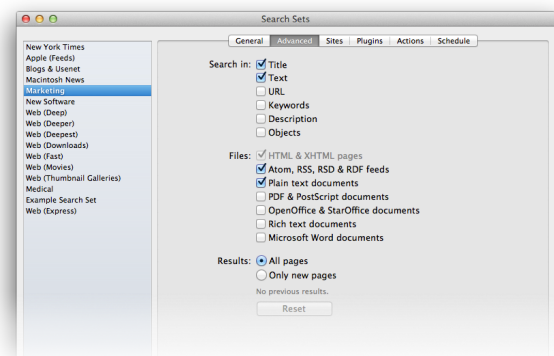 Search Sets
General Advanced Sites Plugins Actions Schedule
New York Times
Apple (Feeds)
Blogs & Usenet
Macintosh News
Marketing
New Software
Web (Deep)
Web (Deeper)
Web (Deepest)
Web (Downloads)
Web (Fast)
Web (Movies)
Web (Thumbnail Galleries)
Medical
Example Search Set
Web (Express)
Search in: Title
Text
URL
Keywords
Description
Objects
Files: HTML & XHTML pages
Atom, RSS, RSD & RDF feeds
Plain text documents
PDF & PostScript documents
OpenOffice & StarOffice documents
Rich text documents
Microsoft Word documents
Results: All pages
Only new pages
No previous results.
Reset